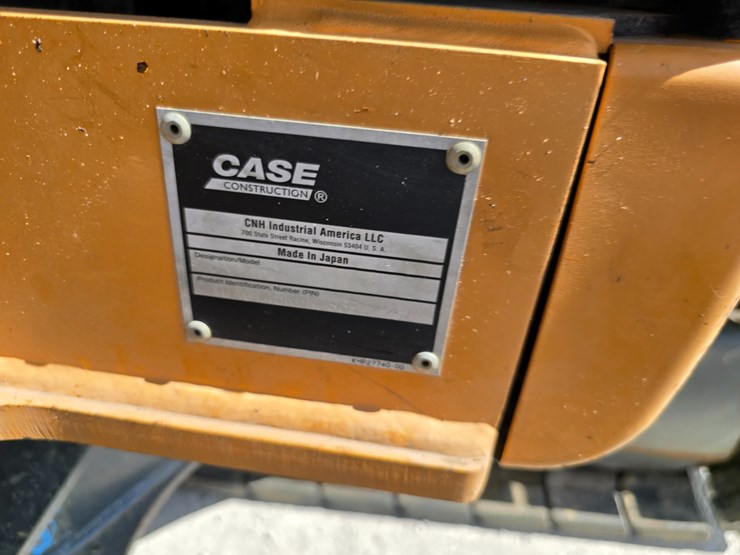 CASE
CONSTRUCTION ®
CNH Industrial America LLC
700 State Street Racine, Wisconsin 53404 U. S. A.
Made In Japan
Designation/Model
Product Identification, Number (PIN)